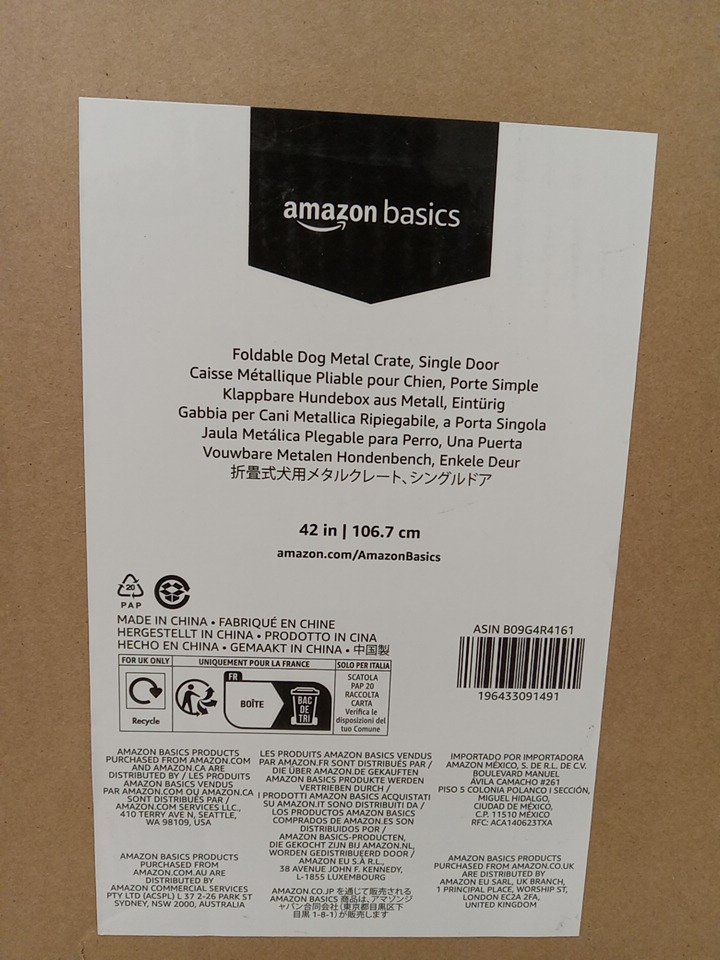 amazon basics
Foldable Dog Metal Crate, Single Door
Caisse Métallique Pliable pour Chien, Porte Simple
Klappbare Hundebox aus Metall, Eintürig
Gabbia per Cani Metallica Ripiegabile, a Porta Singola
Jaula Metálica Plegable para Perro, Una Puerta
Vouwbare Metalen Hondenbench, Enkele Deur
折畳式犬用メタルクレート、シングルドア
42 in | 106.7 cm
amazon.com/AmazonBasics
20
PAP
MADE IN CHINA • FABRIQUÉ EN CHINE
HERGESTELLT IN CHINA • PRODOTTO IN CINA
HECHO EN CHINA • GEMAAKT IN CHINA • 中国製
ASIN B09G4R4161
196433091491
FOR UK ONLY
Recycle
UNIQUEMENT POUR LA FRANCE
FR
BOÎTE
BAC
DE
TRI
SOLO PER ITALIA
SCATOLA
PAP 20
RACCOLTA
CARTA
Verifica le
disposizioni del
tuo Comune
AMAZON BASICS PRODUCTS
PURCHASED FROM AMAZON.COM
AND AMAZON.CA ARE
DISTRIBUTED BY / LES PRODUITS
AMAZON BASICS VENDUS
PAR AMAZON.COM OU AMAZON.CA
SONT DISTRIBUÉS PAR /
AMAZON.COM SERVICES LLC.,
410 TERRY AVE N, SEATTLE,
WA 98109, USA
AMAZON BASICS PRODUCTS
PURCHASED FROM
AMAZON.COM.AU ARE
DISTRIBUTED BY
AMAZON COMMERCIAL SERVICES
PTY LTD (ACSPL) L 37 2-26 PARK ST
SYDNEY, NSW 2000, AUSTRALIA
LES PRODUITS AMAZON BASICS VENDUS
PAR AMAZON.FR SONT DISTRIBUÉS PAR /
DIE ÜBER AMAZON.DE GEKAUFTEN
AMAZON BASICS PRODUKTE WERDEN
VERTRIEBEN DURCH /
I PRODOTTI AMAZON BASICS ACQUISTATI
SU AMAZON.IT SONO DISTRIBUITI DA /
LOS PRODUCTOS AMAZON BASICS
COMPRADOS DE AMAZON.ES SON
DISTRIBUIDOS POR /
AMAZON BASICS-PRODUCTEN,
DIE GEKOCHT ZIJN BIJ AMAZON.NL,
WORDEN GEDISTRIBUEERD DOOR /
AMAZON EU S.À R.L.,
38 AVENUE JOHN F. KENNEDY,
L-1855 LUXEMBOURG
AMAZON.CO.JP を通じて販売される
AMAZON BASICS 商品は、アマゾンジ
ャパン合同会社(東京都目黒区下
目黒 1-8-1)が販売します
IMPORTADO POR IMPORTADORA
AMAZON MÉXICO, S. DE R.L. DE C.V.
BOULEVARD MANUEL
ÁVILA CAMACHO #261
PISO 5 COLONIA POLANCO I SECCIÓN,
MIGUEL HIDALGO,
CIUDAD DE MÉXICO,
C.P. 11510 MÉXICO
RFC: ACA140623TXA
AMAZON BASICS PRODUCTS
PURCHASED FROM AMAZON.CO.UK
ARE DISTRIBUTED BY
AMAZON EU SARL, UK BRANCH,
1 PRINCIPAL PLACE, WORSHIP ST,
LONDON EC2A 2FA,
UNITED KINGDOM